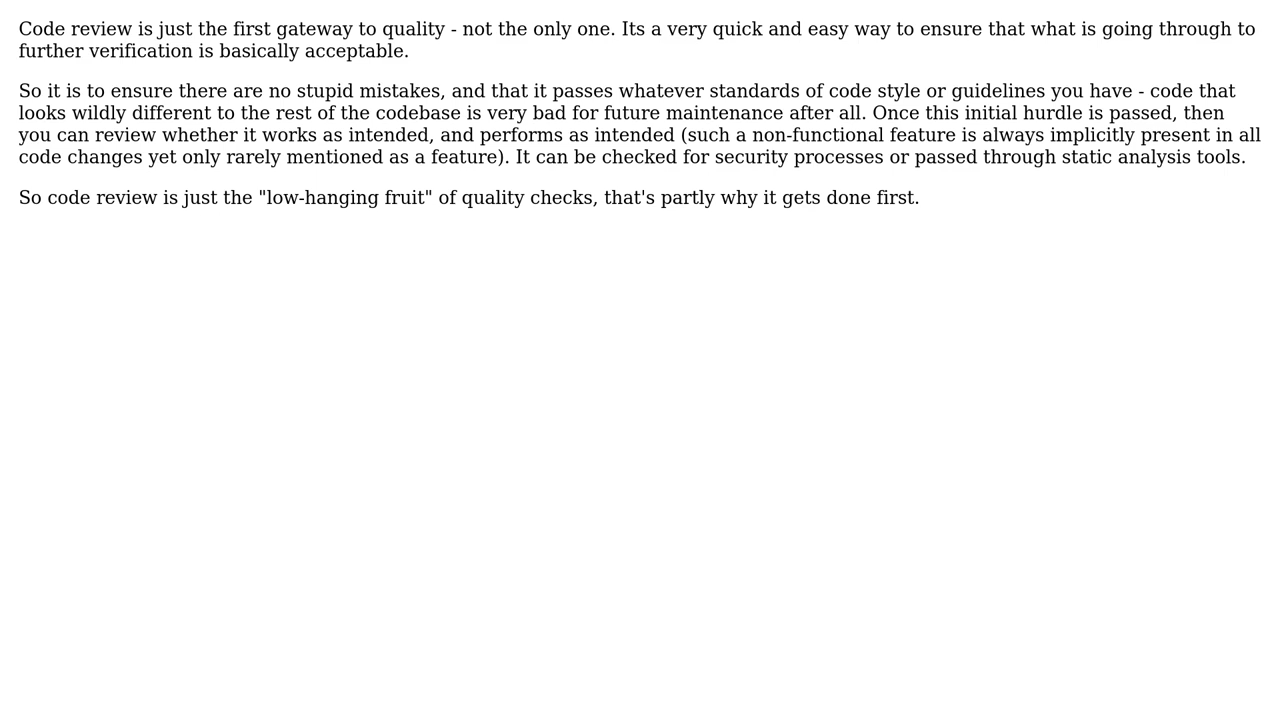 Code review is just the first gateway to quality - not the only one. Its a very quick and easy way to ensure that what is going through to
further verification is basically acceptable.
So it is to ensure there are no stupid mistakes, and that it passes whatever standards of code style or guidelines you have - code that
looks wildly different to the rest of the codebase is very bad for future maintenance after all. Once this initial hurdle is passed, then
you can review whether it works as intended, and performs as intended (such a non-functional feature is always implicitly present in all
code changes yet only rarely mentioned as a feature). It can be checked for security processes or passed through static analysis tools.
So code review is just the "low-hanging fruit" of quality checks, that's partly why it gets done first.